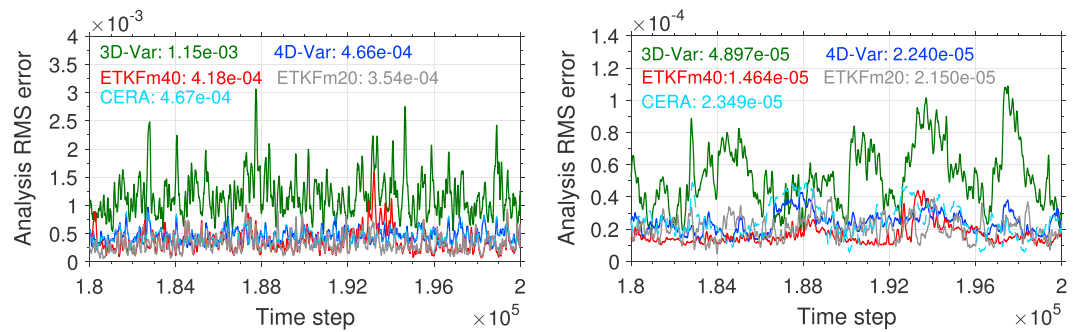 ×10⁻³
4
3.5
3
2.5
2
1.5
1
0.5
0
Analysis RMS error
3D-Var: 1.15e-03 4D-Var: 4.66e-04
ETKFm40: 4.18e-04 ETKFm20: 3.54e-04
CERA: 4.67e-04
1.8 1.84 1.88 1.92 1.96 2
Time step ×10⁵
×10⁻⁴
1.4
1.2
1
0.8
0.6
0.4
0.2
0
Analysis RMS error
3D-Var: 4.897e-05 4D-Var: 2.240e-05
ETKFm40:1.464e-05 ETKFm20: 2.150e-05
CERA: 2.349e-05
1.8 1.84 1.88 1.92 1.96 2
Time step ×10⁵